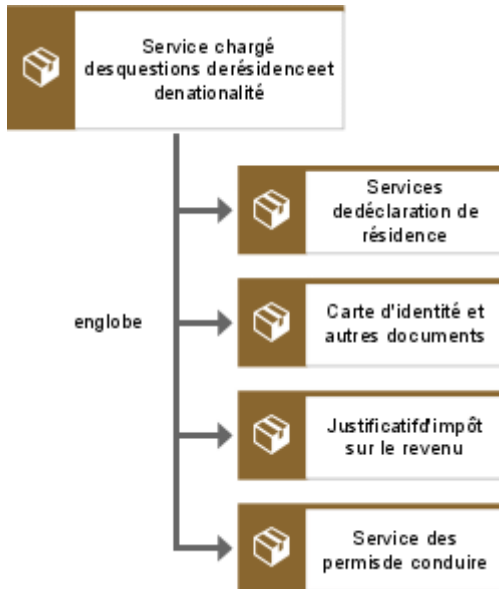 Service chargé
desquestions derésidenceet
denationalité
Services
dedéclaration de
résidence
englobe
Carte d'identité et
autres documents
Justificatifd'impôt
sur le revenu
Service des
permisde conduire